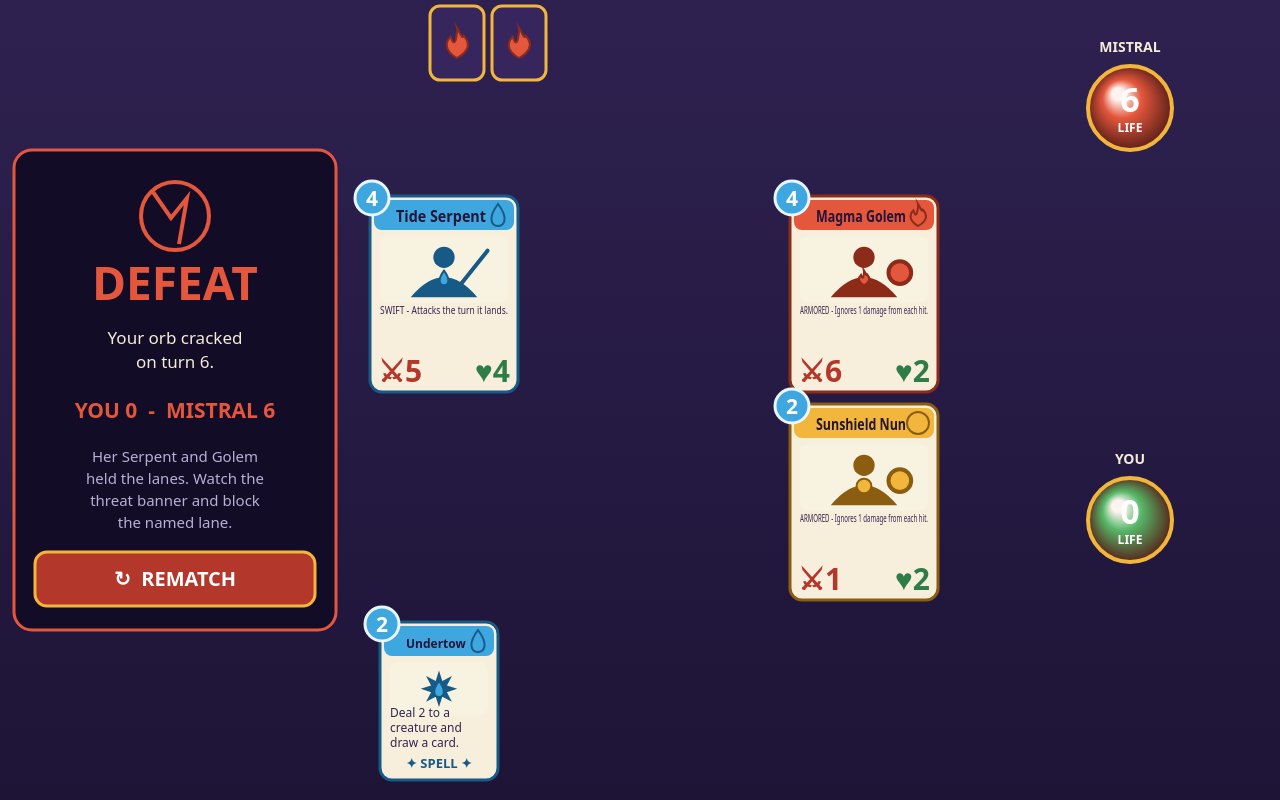 MISTRAL
6
LIFE
DEFEAT
Your orb cracked
on turn 6.
YOU 0 - MISTRAL 6
Her Serpent and Golem
held the lanes. Watch the
threat banner and block
the named lane.
↻ REMATCH
4
Tide Serpent
SWIFT - Attacks the turn it lands.
⚔5 ♥4
4
Magma Golem
ARMORED - Ignores 1 damage from each hit.
⚔6 ♥2
2
Sunshield Nun
ARMORED - Ignores 1 damage from each hit.
⚔1 ♥2
YOU
0
LIFE
2
Undertow
Deal 2 to a
creature and
draw a card.
✦ SPELL ✦